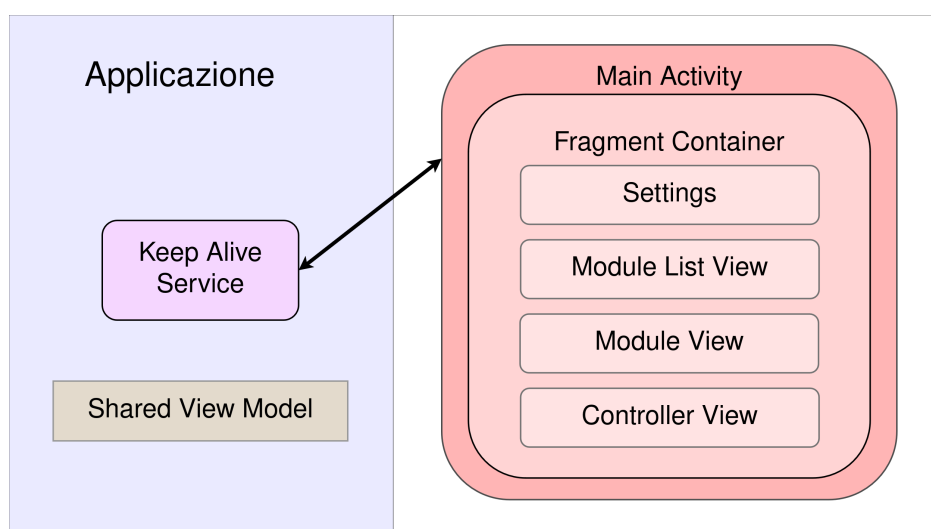 Applicazione
Keep Alive
Service
Shared View Model
Main Activity
Fragment Container
Settings
Module List View
Module View
Controller View